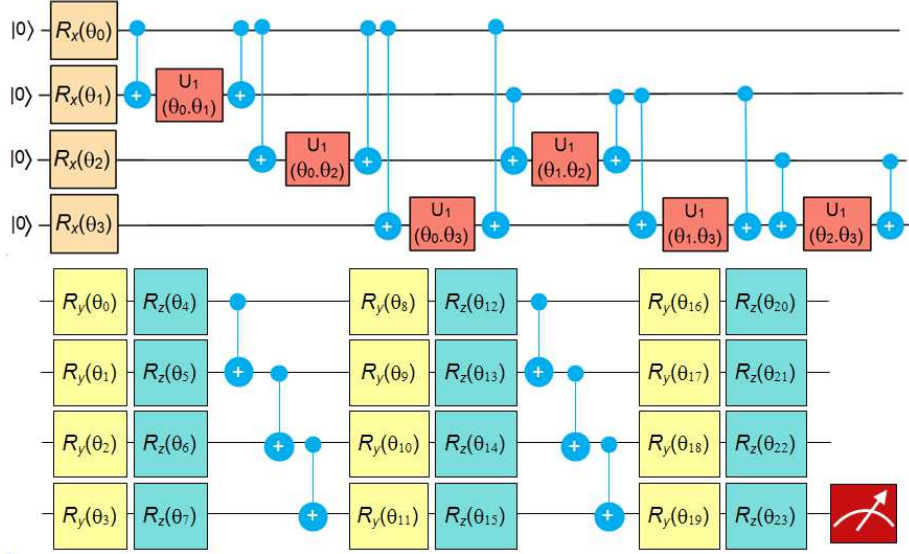 |0⟩ Rx(θ0)
|0⟩ Rx(θ1) U1 (θ0.θ1)
|0⟩ Rx(θ2) U1 (θ0.θ2) U1 (θ1.θ2)
|0⟩ Rx(θ3) U1 (θ0.θ3) U1 (θ1.θ3) U1 (θ2.θ3)
Ry(θ0) Rz(θ4) Ry(θ8) Rz(θ12) Ry(θ16) Rz(θ20)
Ry(θ1) Rz(θ5) Ry(θ9) Rz(θ13) Ry(θ17) Rz(θ21)
Ry(θ2) Rz(θ6) Ry(θ10) Rz(θ14) Ry(θ18) Rz(θ22)
Ry(θ3) Rz(θ7) Ry(θ11) Rz(θ15) Ry(θ19) Rz(θ23)